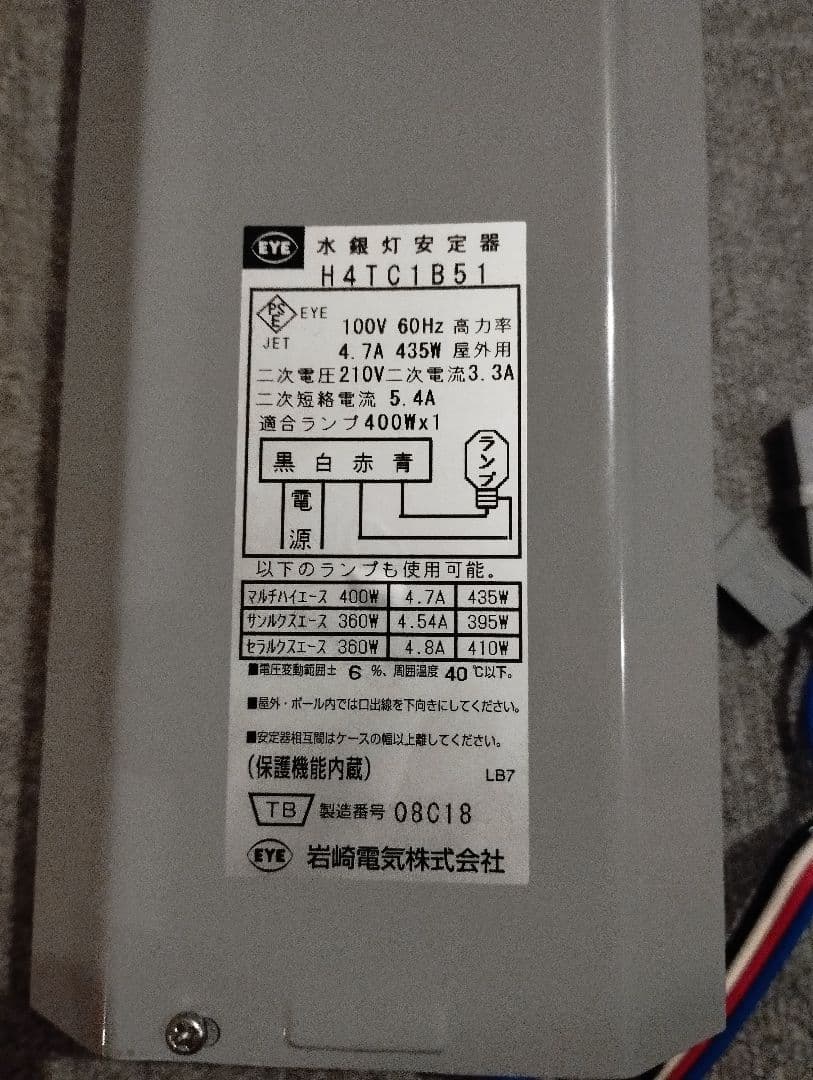 EYE 水銀灯安定器
H4TC1B51
PSE EYE
JET
100V 60Hz 高力率
4.7A 435W 屋外用
二次電圧210V二次電流3.3A
二次短絡電流 5.4A
適合ランプ400W×1
黒 白 赤 青
ランプ
電源
以下のランプも使用可能。
マルチハイエース 400W 4.7A 435W
サンルクスエース 360W 4.54A 395W
セラルクスエース 360W 4.8A 410W
■電圧変動範囲± 6 %、周囲温度 40 ℃以下。
■屋外・ポール内では口出線を下向きにしてください。
■安定器相互間はケースの幅以上離してください。
(保護機能内蔵) LB7
TB 製造番号 08C18
EYE 岩崎電気株式会社